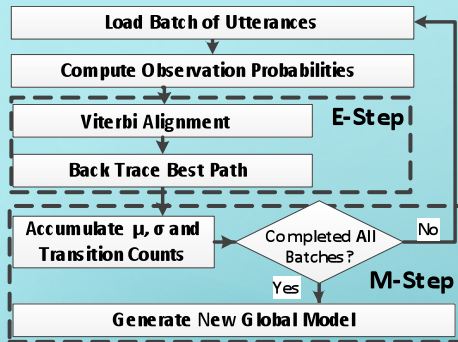 Load Batch of Utterances
Compute Observation Probabilities
E-Step
Viterbi Alignment
Back Trace Best Path
Accumulate μ, σ and
Transition Counts
Completed All
Batches?
No
Yes
M-Step
Generate New Global Model